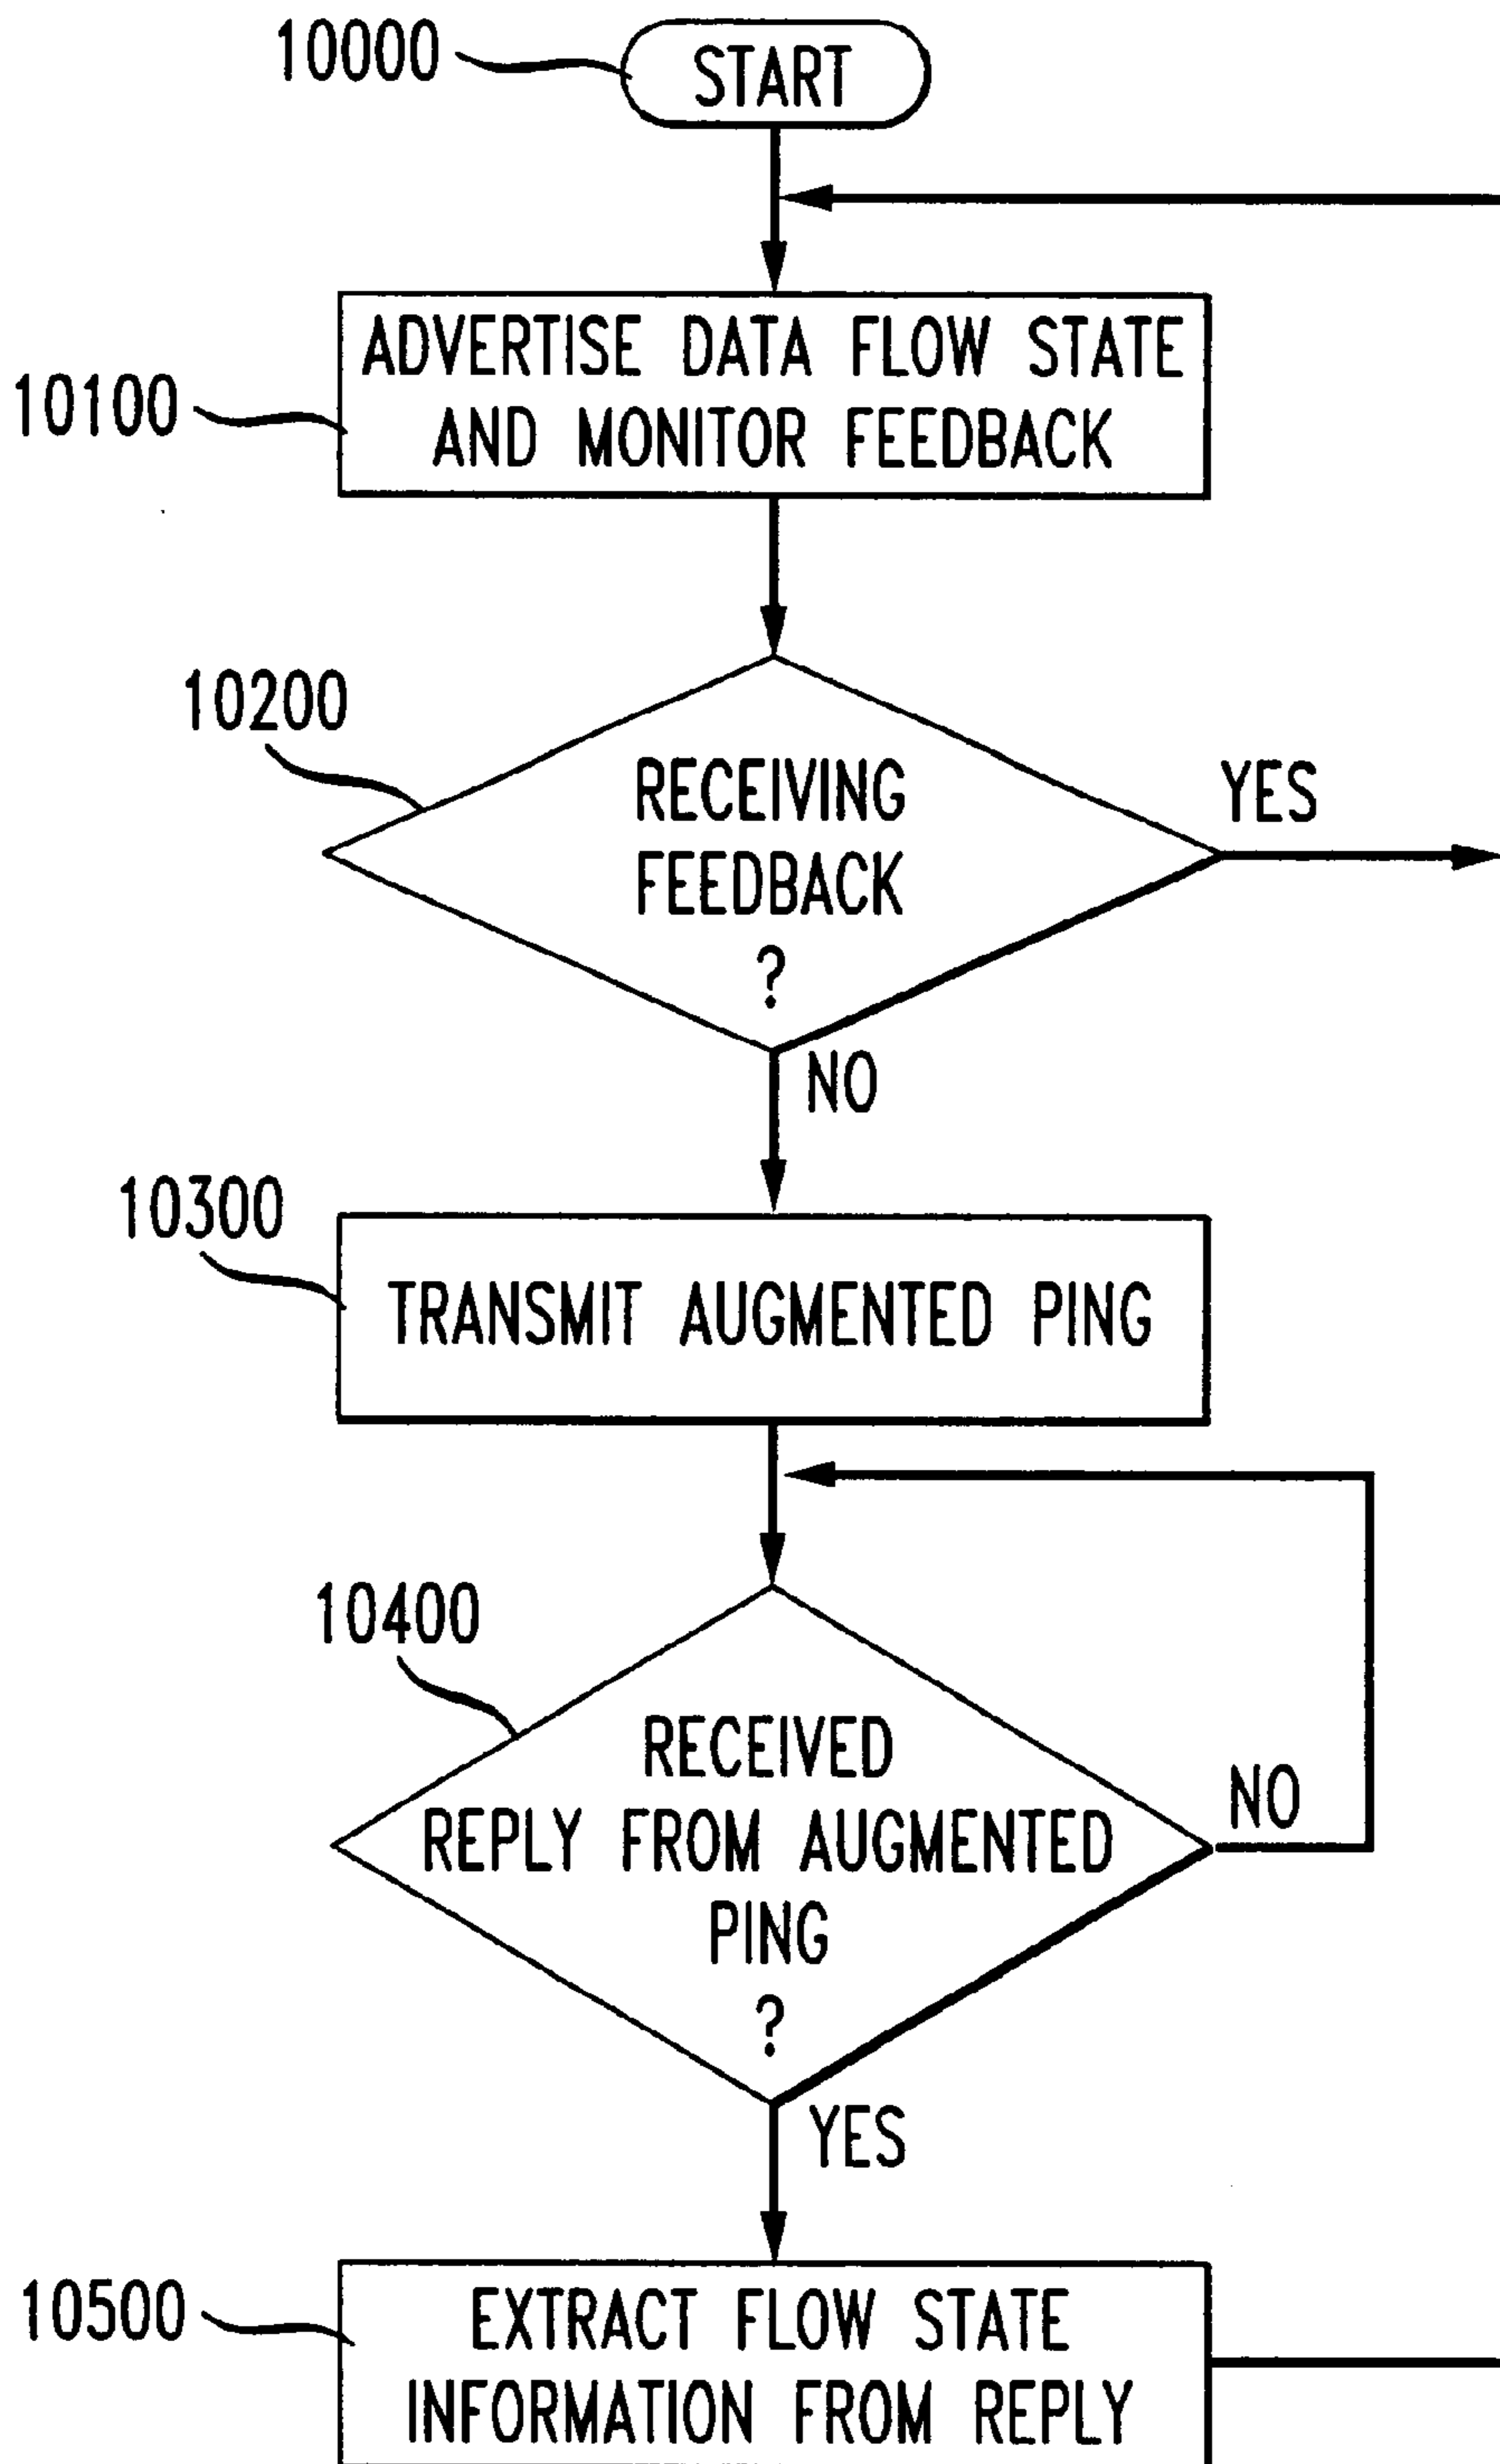 10000
START
10100
ADVERTISE DATA FLOW STATE
AND MONITOR FEEDBACK
10200
RECEIVING
FEEDBACK
?
YES
NO
10300
TRANSMIT AUGMENTED PING
10400
RECEIVED
REPLY FROM AUGMENTED
PING
?
NO
YES
10500
EXTRACT FLOW STATE
INFORMATION FROM REPLY